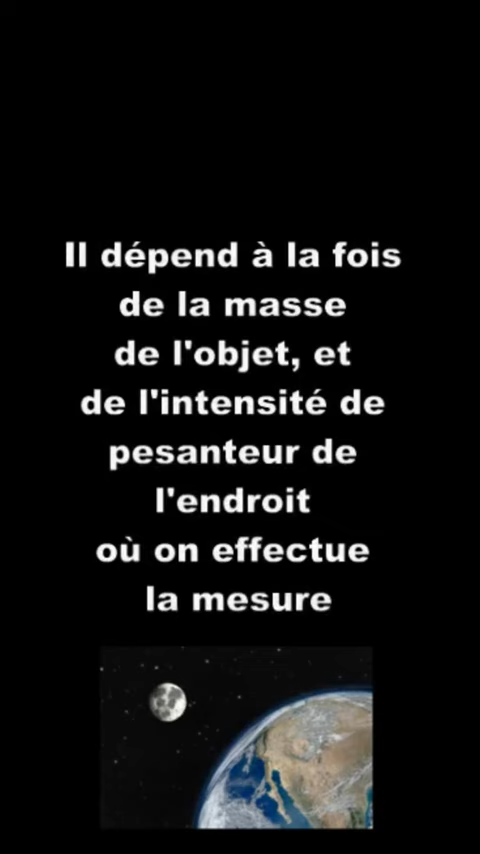 Il dépend à la fois
de la masse
de l'objet, et
de l'intensité de
pesanteur de
l'endroit
où on effectue
la mesure